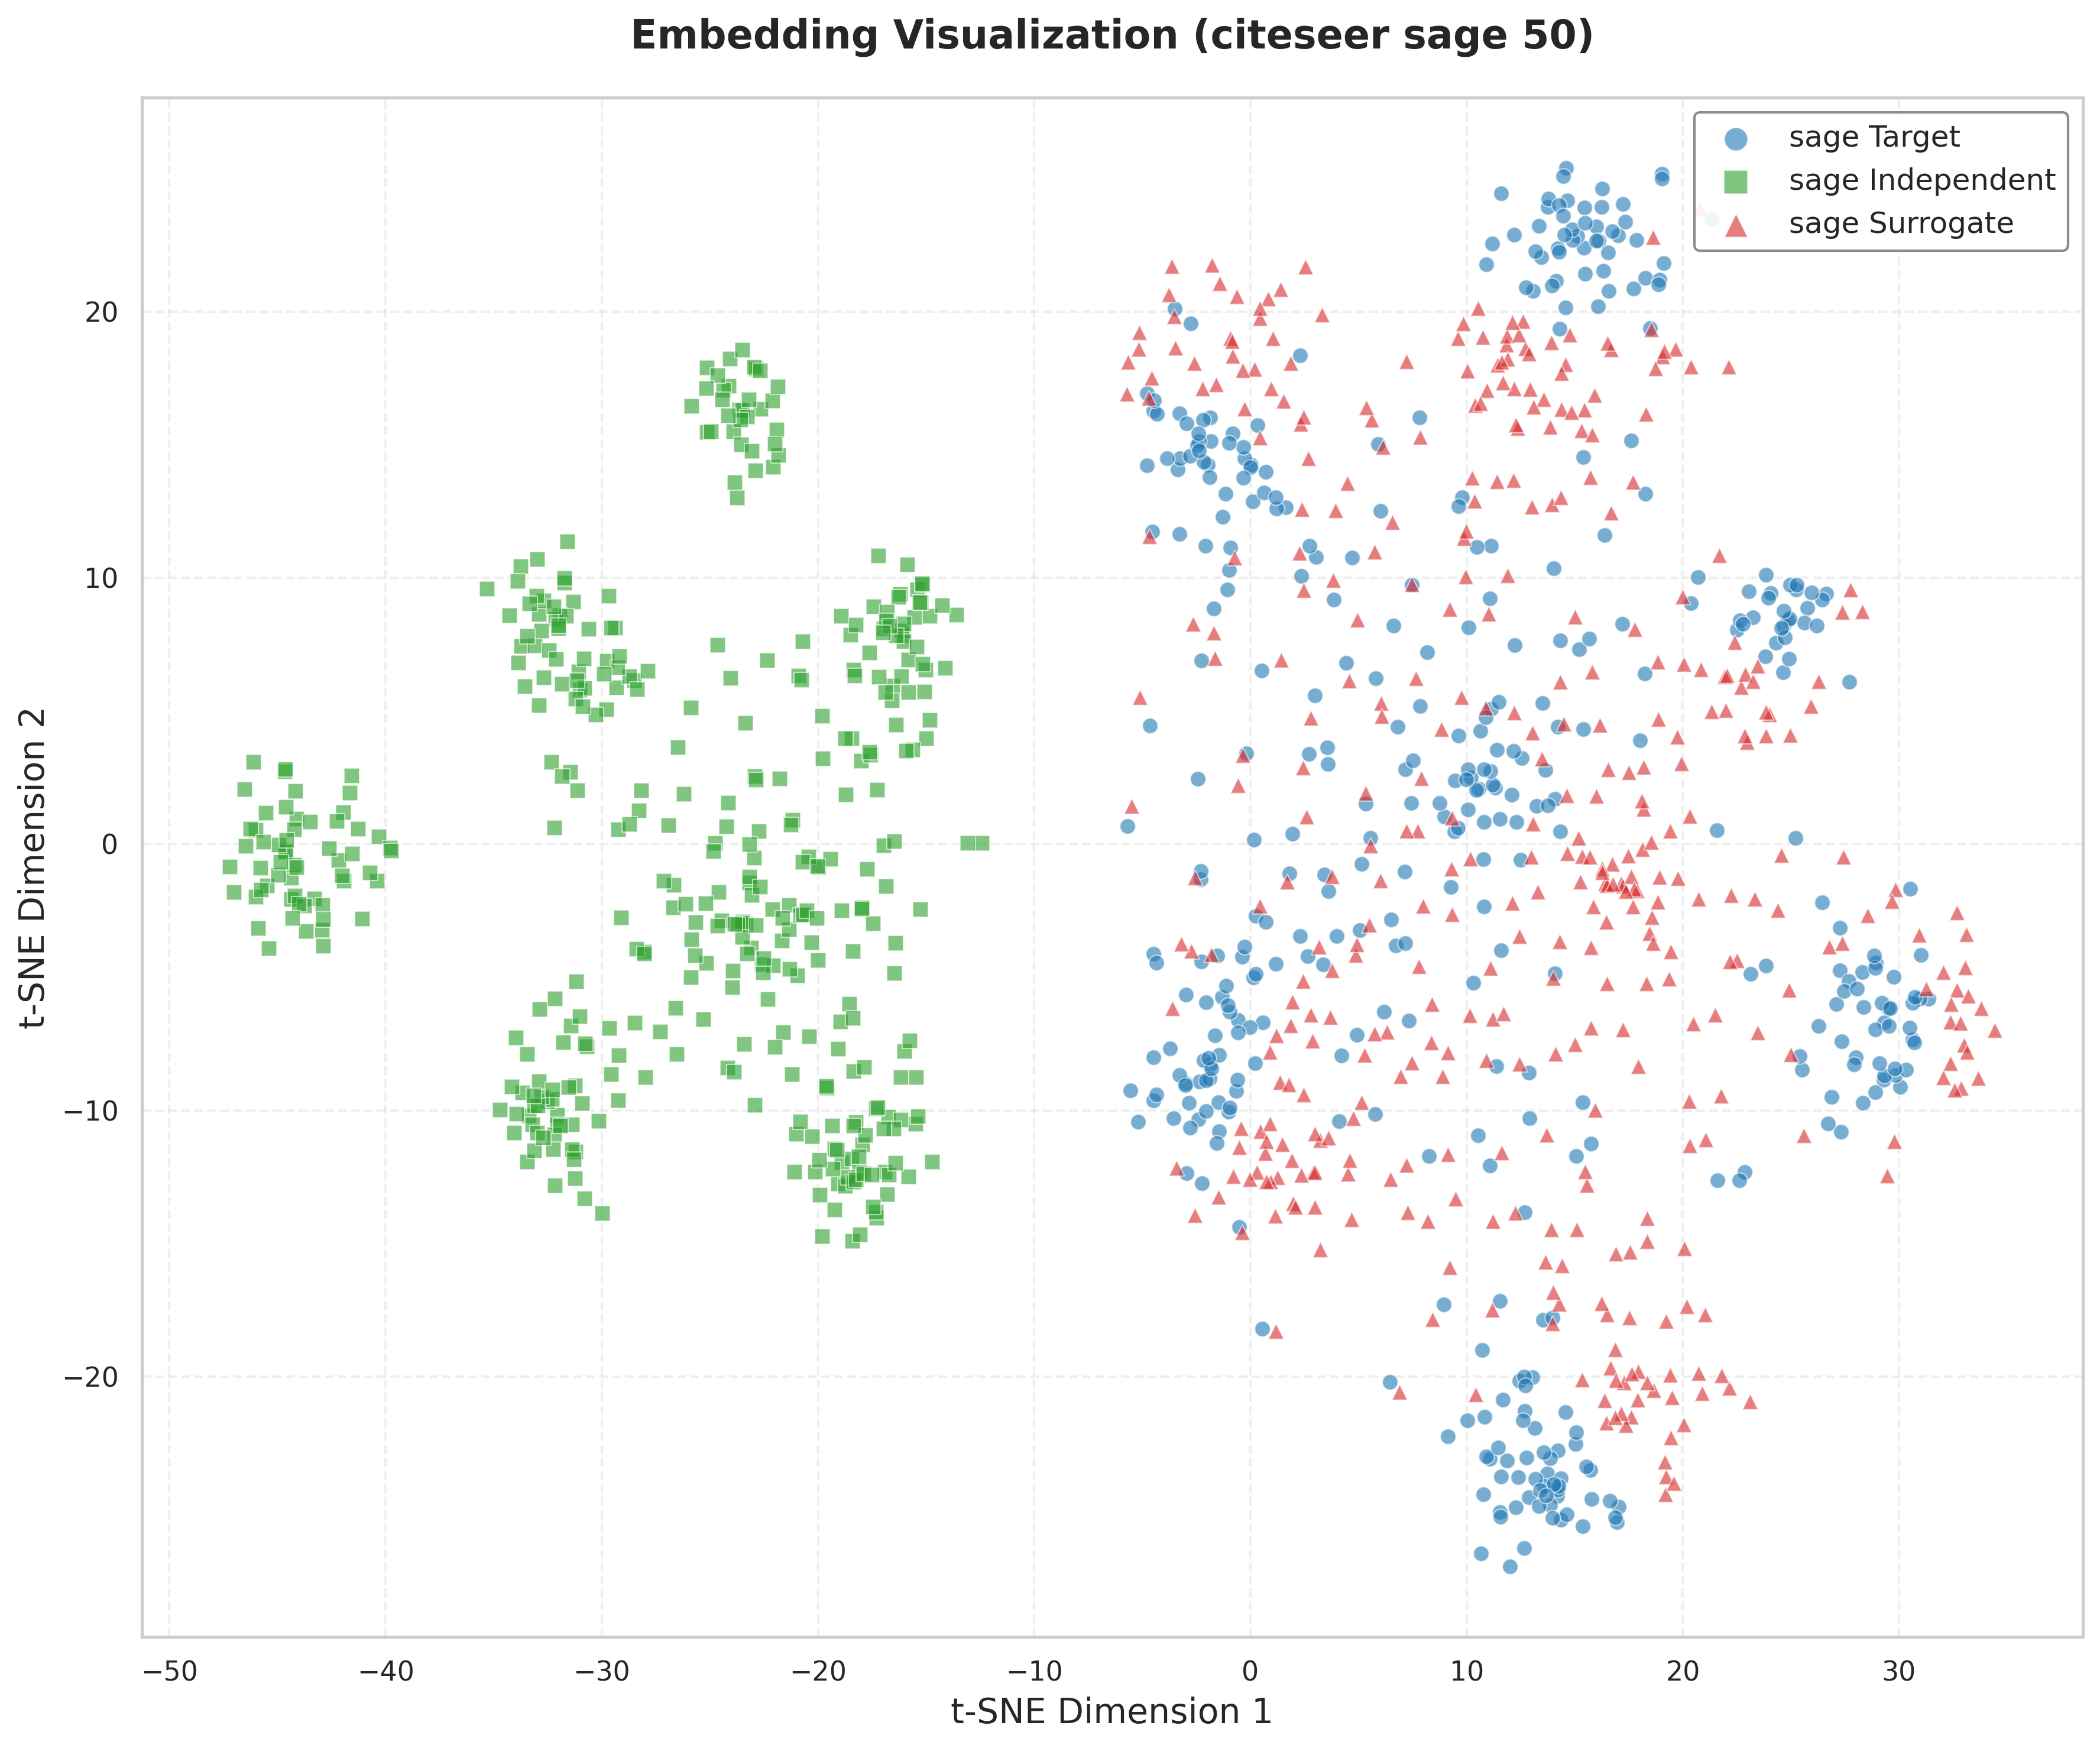 Embedding Visualization (citeseer sage 50)
sage Target
sage Independent
sage Surrogate
t-SNE Dimension 2
20
10
0
−10
−20
−50
−40
−30
−20
−10
0
10
20
30
t-SNE Dimension 1